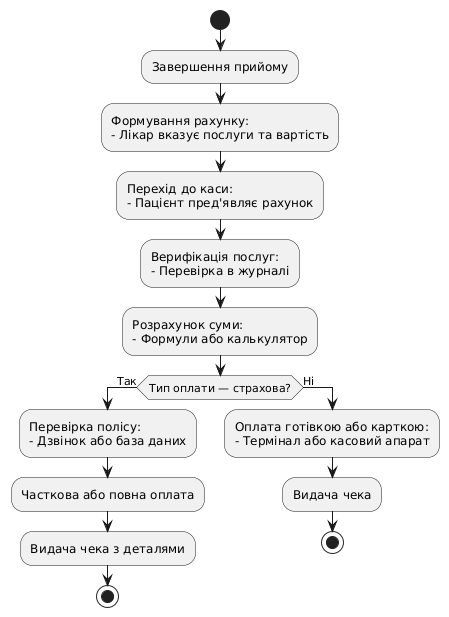 Завершення прийому
Формування рахунку:
- Лікар вказує послуги та вартість
Перехід до каси:
- Пацієнт пред'являє рахунок
Верифікація послуг:
- Перевірка в журналі
Розрахунок суми:
- Формули або калькулятор
Тип оплати — страхова?
Так
Ні
Перевірка полісу:
- Дзвінок або база даних
Часткова або повна оплата
Видача чека з деталями
Оплата готівкою або карткою:
- Термінал або касовий апарат
Видача чека